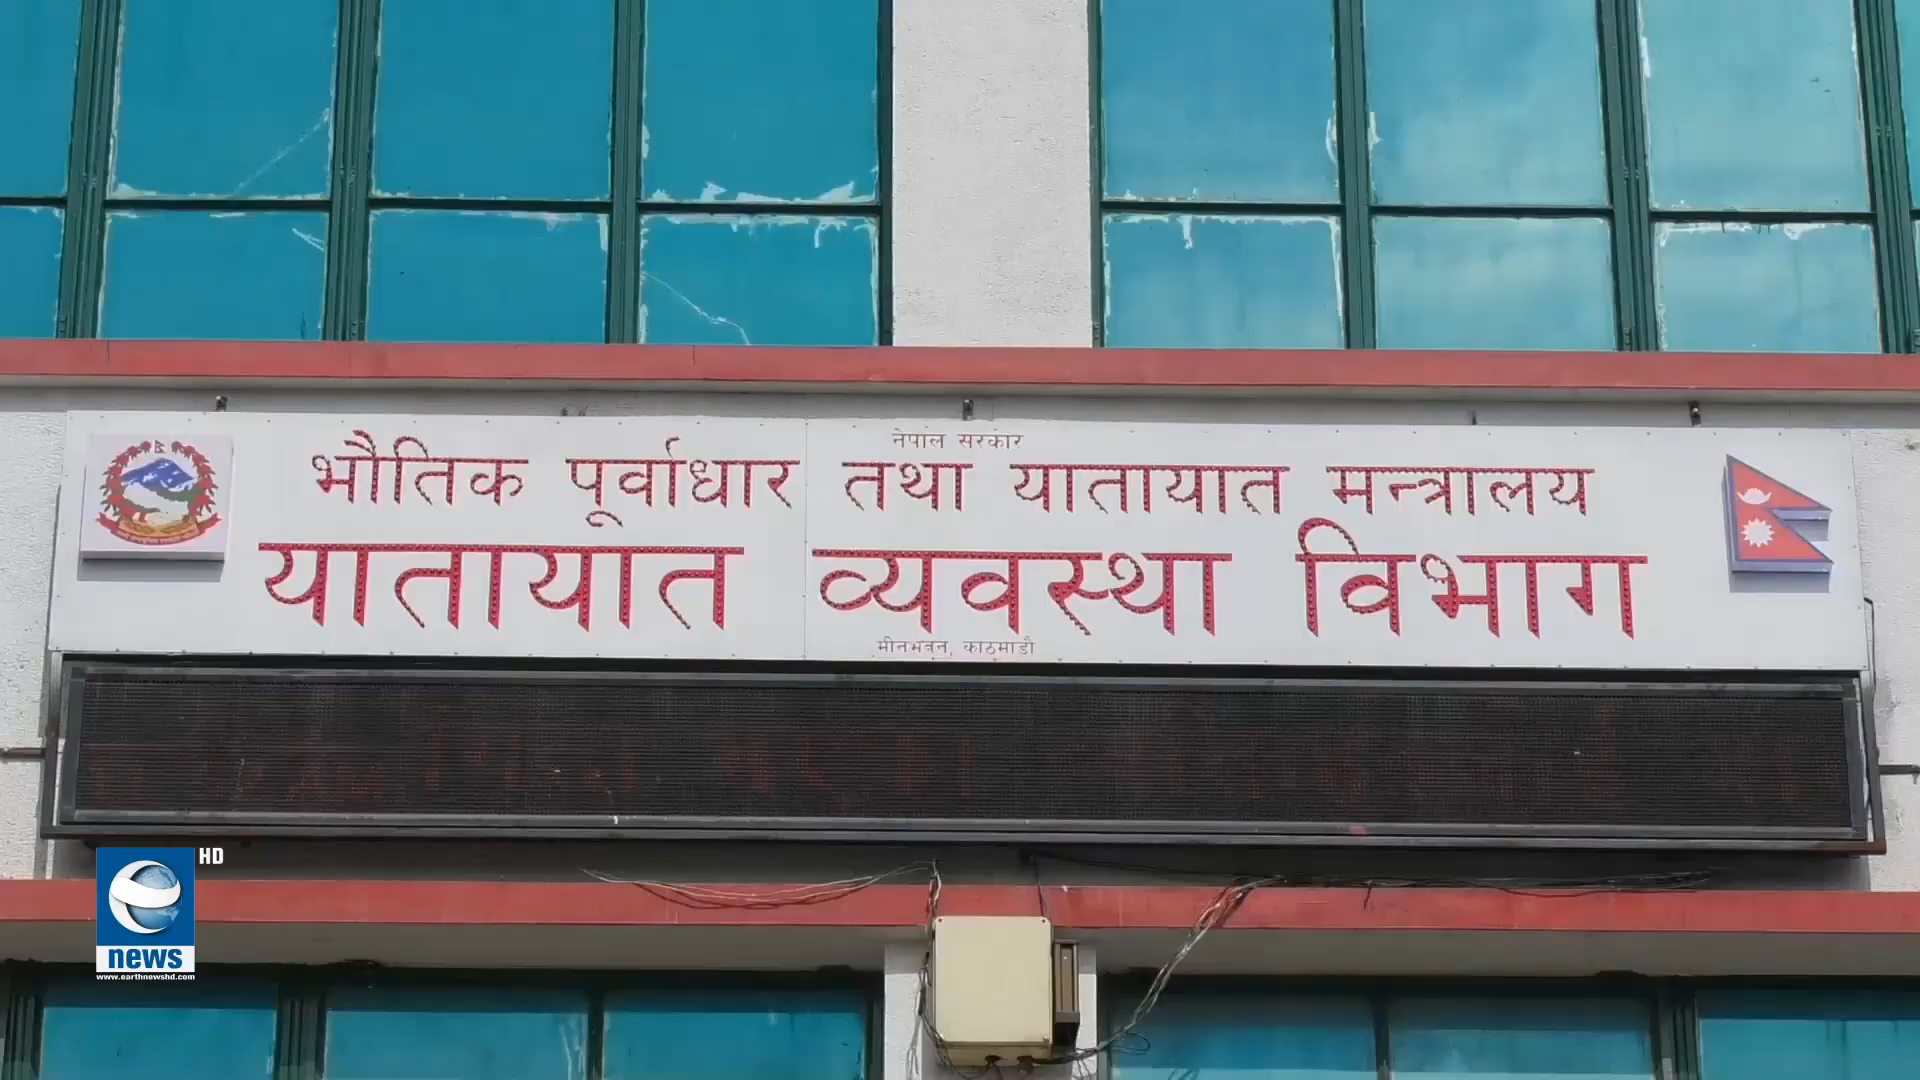 नेपाल सरकार
भौतिक पूर्वाधार तथा यातायात मन्त्रालय
यातायात व्यवस्था विभाग
मीनभवन, काठमाडौं
HD
news
www.earthnewshd.com